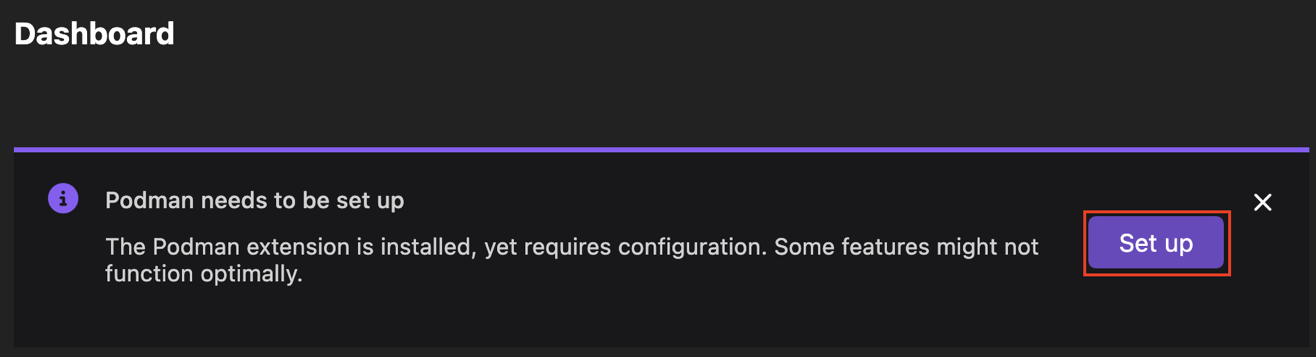 Dashboard
Podman needs to be set up
The Podman extension is installed, yet requires configuration. Some features might not
function optimally.
Set up